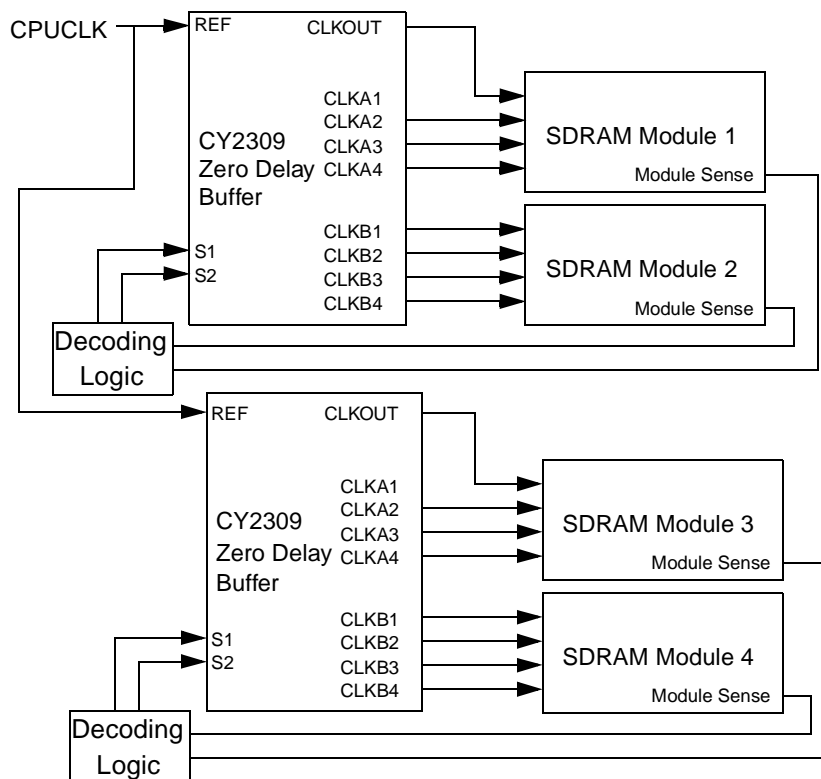 CPUCLK
REF
CLKOUT
CLKA1
CLKA2
CLKA3
CLKA4
CY2309
Zero Delay
Buffer
CLKB1
CLKB2
CLKB3
CLKB4
S1
S2
SDRAM Module 1
Module Sense
SDRAM Module 2
Module Sense
Decoding
Logic
REF
CLKOUT
CLKA1
CLKA2
CLKA3
CLKA4
CY2309
Zero Delay
Buffer
CLKB1
CLKB2
CLKB3
CLKB4
S1
S2
SDRAM Module 3
Module Sense
SDRAM Module 4
Module Sense
Decoding
Logic